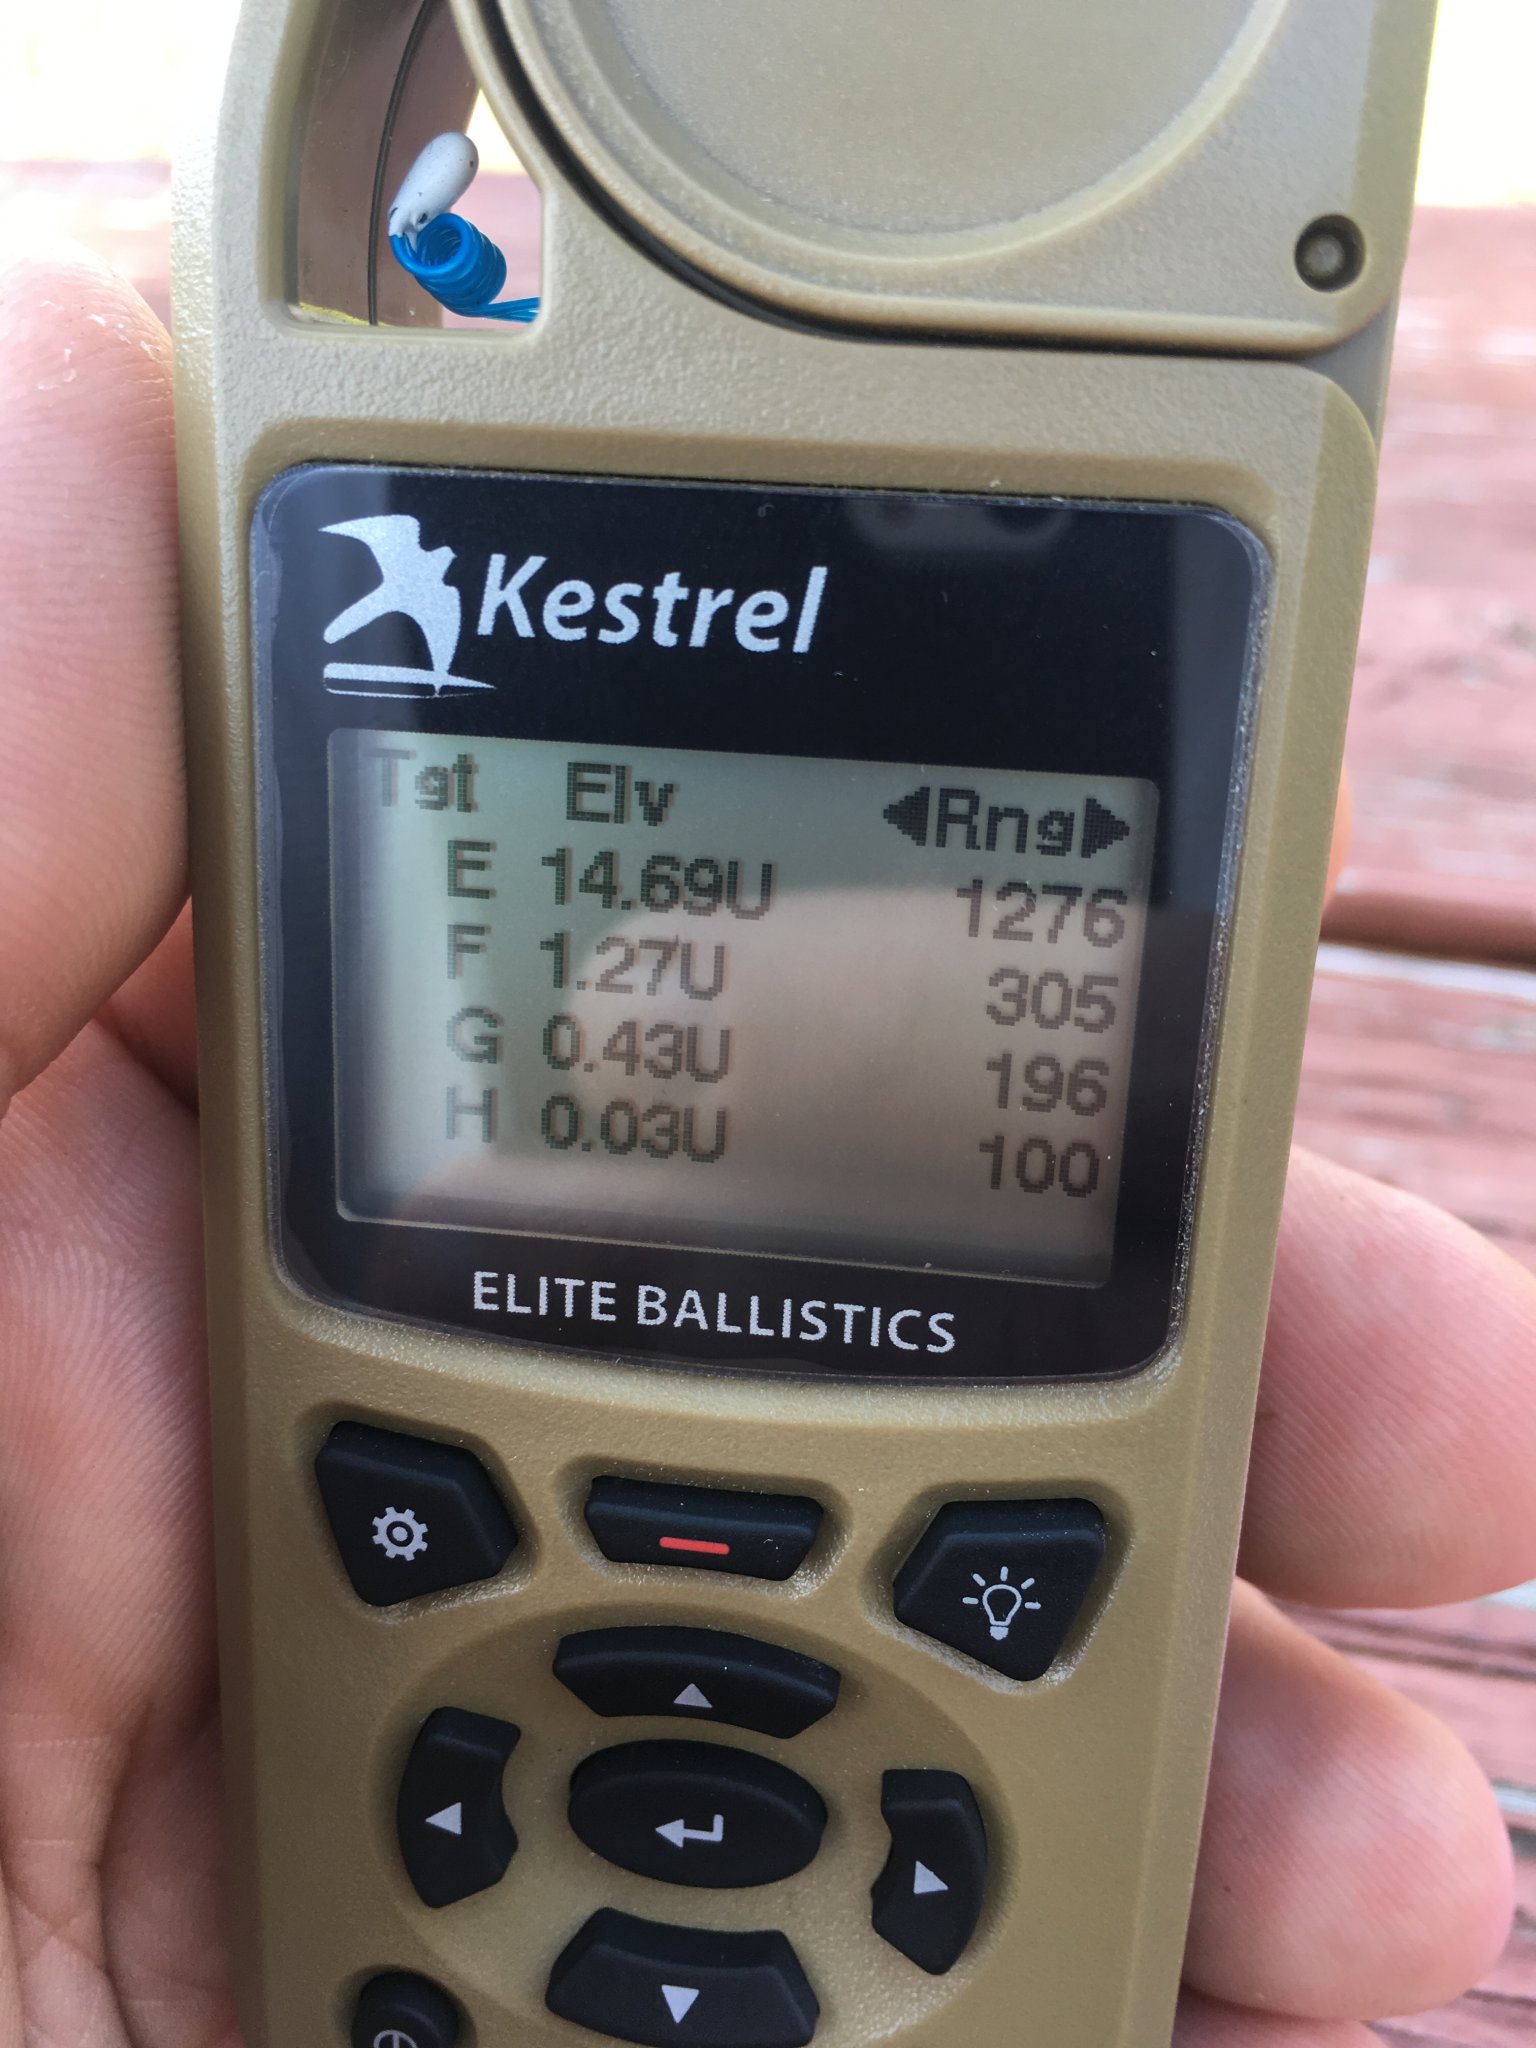 Kestrel
Tgt Elv ◀Rng▶
E 14.69U 1276
F 1.27U 305
G 0.43U 196
H 0.03U 100
ELITE BALLISTICS